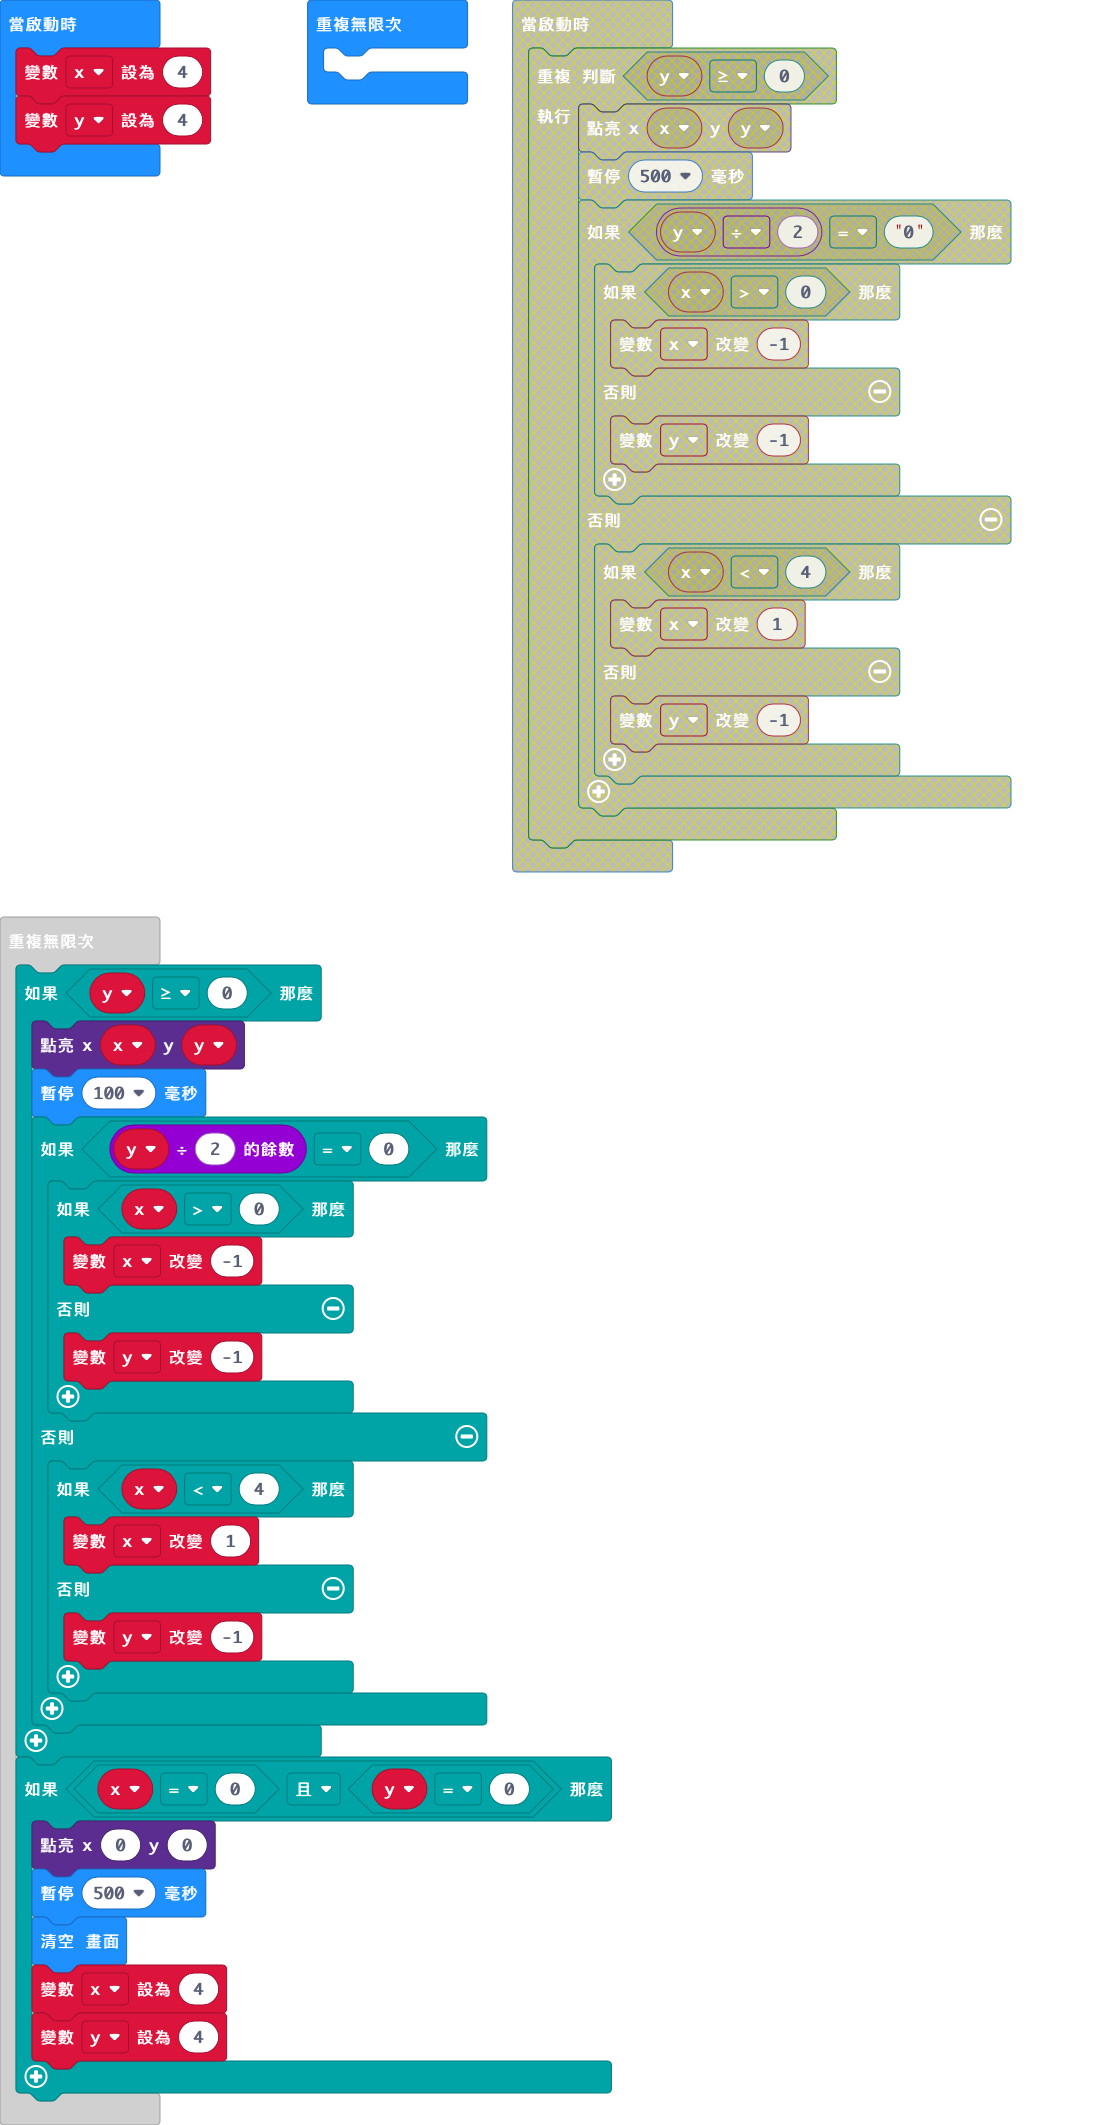 當啟動時
變數 x 設為 4
變數 y 設為 4
重複無限次
當啟動時
重複 判斷 y ≥ 0
執行
點亮 x x y y
暫停 500 毫秒
如果 y ÷ 2 = "0" 那麼
如果 x > 0 那麼
變數 x 改變 -1
否則
變數 y 改變 -1
否則
如果 x < 4 那麼
變數 x 改變 1
否則
變數 y 改變 -1
重複無限次
如果 y ≥ 0 那麼
點亮 x x y y
暫停 100 毫秒
如果 y ÷ 2 的餘數 = 0 那麼
如果 x > 0 那麼
變數 x 改變 -1
否則
變數 y 改變 -1
否則
如果 x < 4 那麼
變數 x 改變 1
否則
變數 y 改變 -1
如果 x = 0 且 y = 0 那麼
點亮 x 0 y 0
暫停 500 毫秒
清空 畫面
變數 x 設為 4
變數 y 設為 4